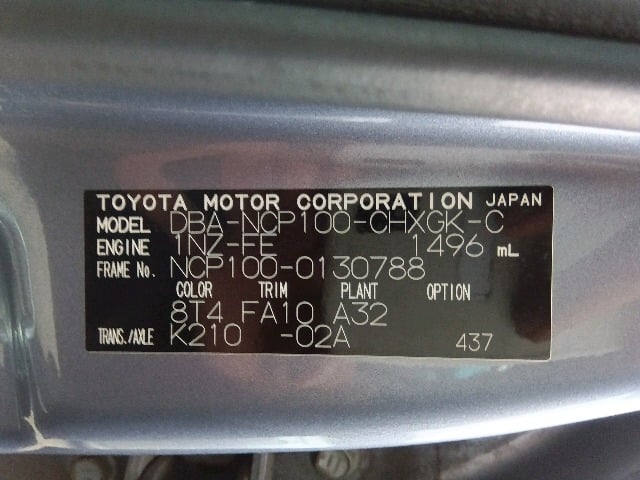 TOYOTA MOTOR CORPORATION JAPAN
MODEL DBA-NCP100-CHXGK-C
ENGINE 1NZ-FE 1496 mL
FRAME No. NCP100-0130788
COLOR TRIM PLANT OPTION
8T4 FA10 A32
TRANS./AXLE K210 -02A 437